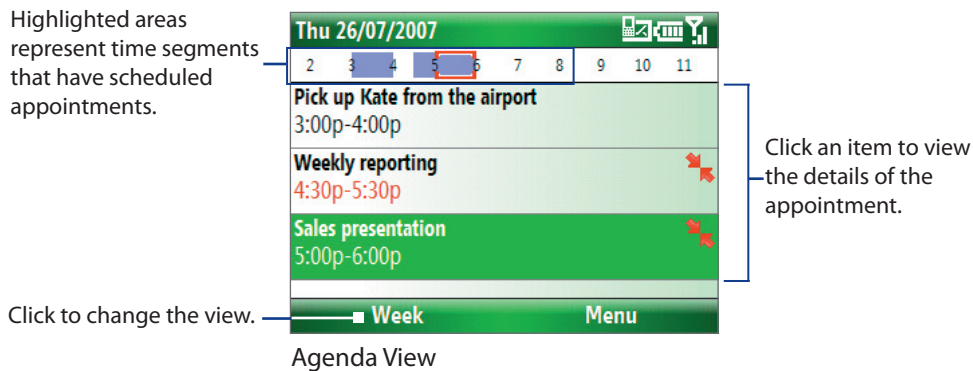 Highlighted areas
represent time segments
that have scheduled
appointments.
Thu 26/07/2007
2 3 4 5 6 7 8 9 10 11
Pick up Kate from the airport
3:00p-4:00p
Weekly reporting
4:30p-5:30p
Sales presentation
5:00p-6:00p
Click an item to view
the details of the
appointment.
Click to change the view.
Week Menu
Agenda View